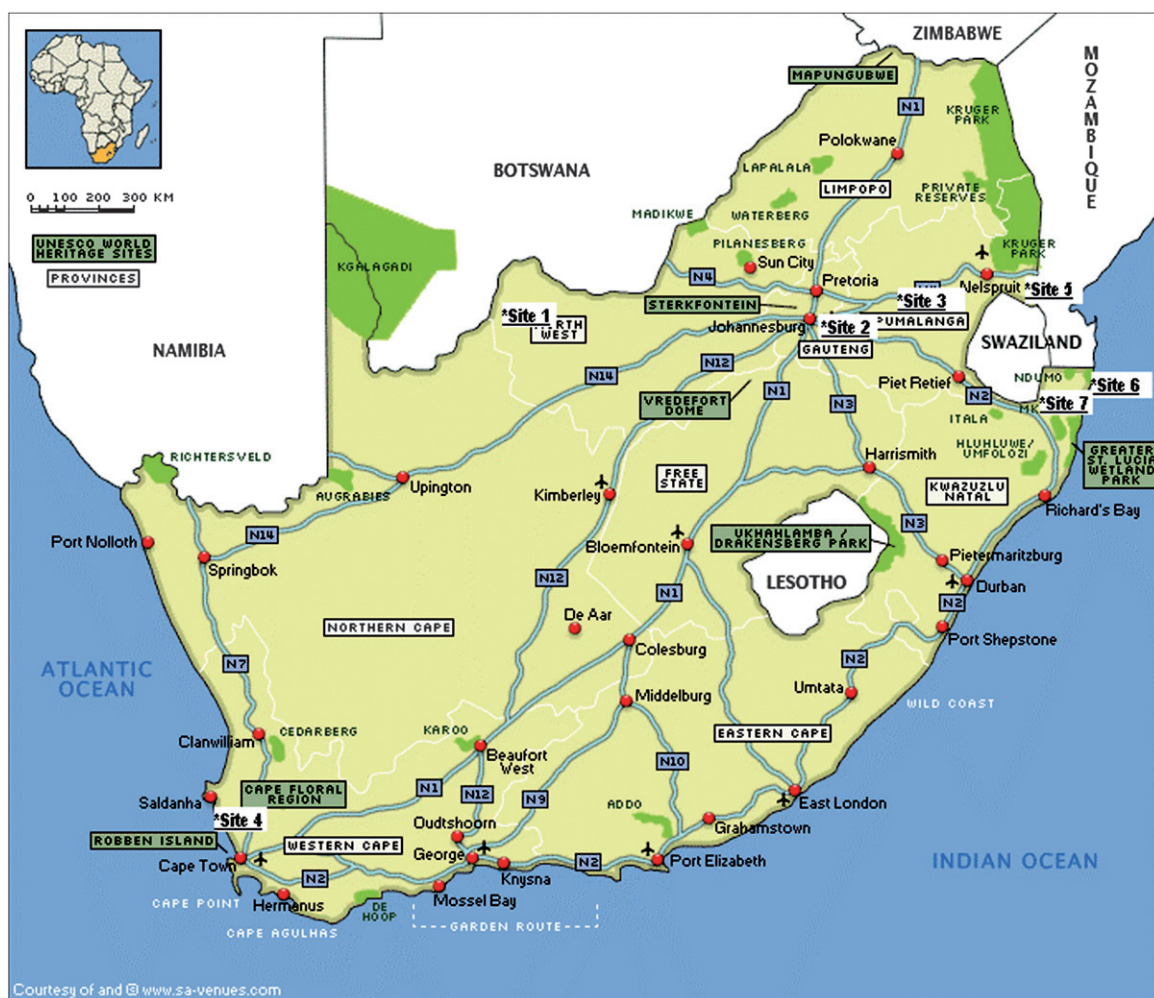 ZIMBABWE
MOZAMBIQUE
MAPUNGUBWE
N1
KRUGER
PARK
Polokwane
BOTSWANA
LAPALALA
LIMPOPO
PRIVATE
RESERVES
0 100 200 300 KM
MADIKWE
WATERBERG
UNESCO WORLD
HERITAGE SITES
PROVINCES
PILANESBERG
KRUGER
PARK
KGALAGADI
Sun City
N4
Pretoria
Nelspruit
*Site 5
*Site 3
STERKFONTEIN
*Site 1
WEST
Johannesburg
*Site 2
PUMALANGA
GAUTENG
SWAZILAND
NAMIBIA
N14
N12
N1
N3
Piet Retief
N2
NDUMO
*Site 6
*Site 7
MK
VREDEFORT
DOME
ITALA
HLUHLUWE/
UMFOLOZI
GREATER
ST. LUCIA
WETLAND
PARK
RICHTERSVELD
AUGRABIES
Upington
Kimberley
FREE
STATE
Harrismith
KWAZUZLU
NATAL
Richard's Bay
Port Nolloth
N14
Springbok
Bloemfontein
UKHAHLAMBA /
DRAKENSBERG PARK
N3
Pietermaritzburg
LESOTHO
Durban
N12
N1
N2
De Aar
NORTHERN CAPE
Colesburg
Port Shepstone
ATLANTIC
OCEAN
N7
N2
Middelburg
Umtata
WILD COAST
Clanwilliam
CEDARBERG
KAROO
Beaufort
West
EASTERN CAPE
N10
Saldanha
CAPE FLORAL
REGION
N1
N12
N9
East London
*Site 4
ADDO
Grahamstown
ROBBEN ISLAND
Oudtshoorn
WESTERN CAPE
George
Cape Town
N2
Knysna
N2
Port Elizabeth
INDIAN OCEAN
CAPE POINT
Hermanus
DE
HOOP
Mossel Bay
GARDEN ROUTE
CAPE AGULHAS
Courtesy of and © www.sa-venues.com